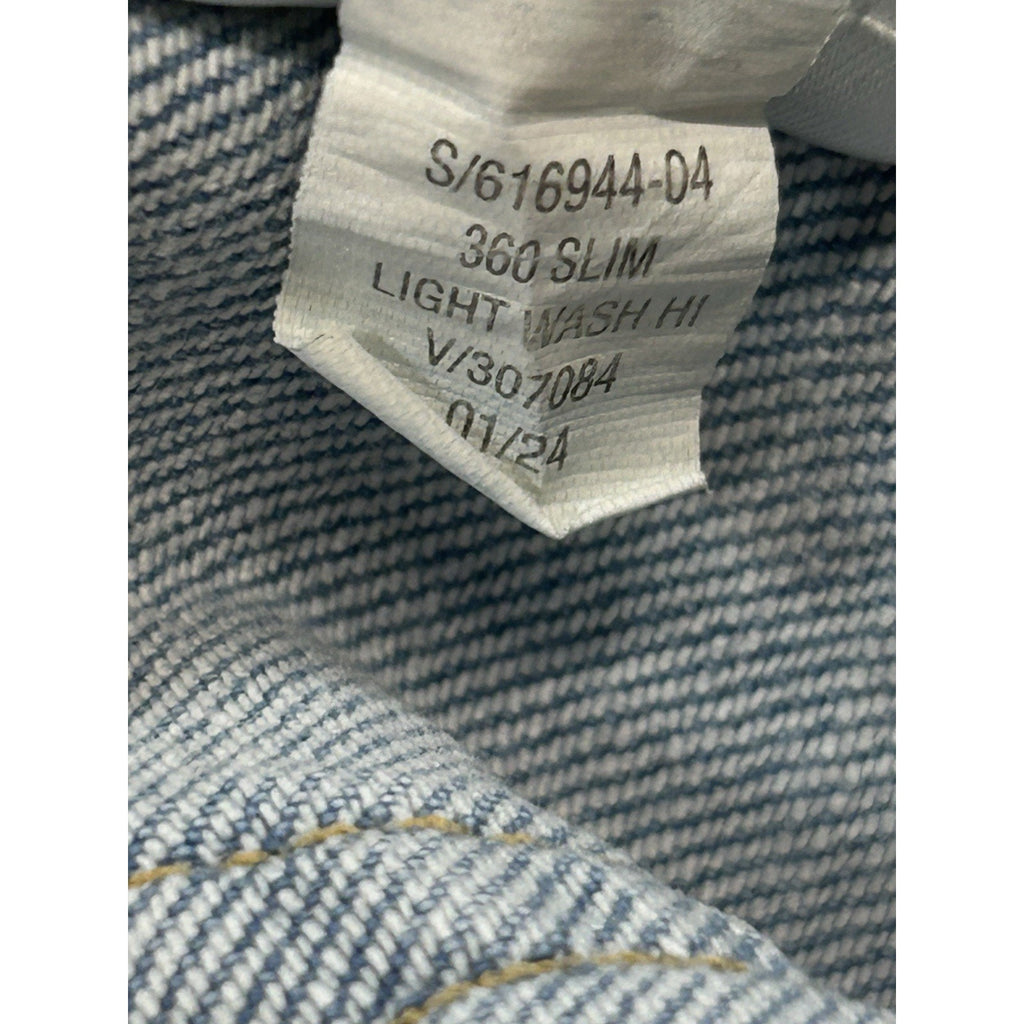 S/616944-04
360 SLIM
LIGHT WASH HI
V/307084
01/24